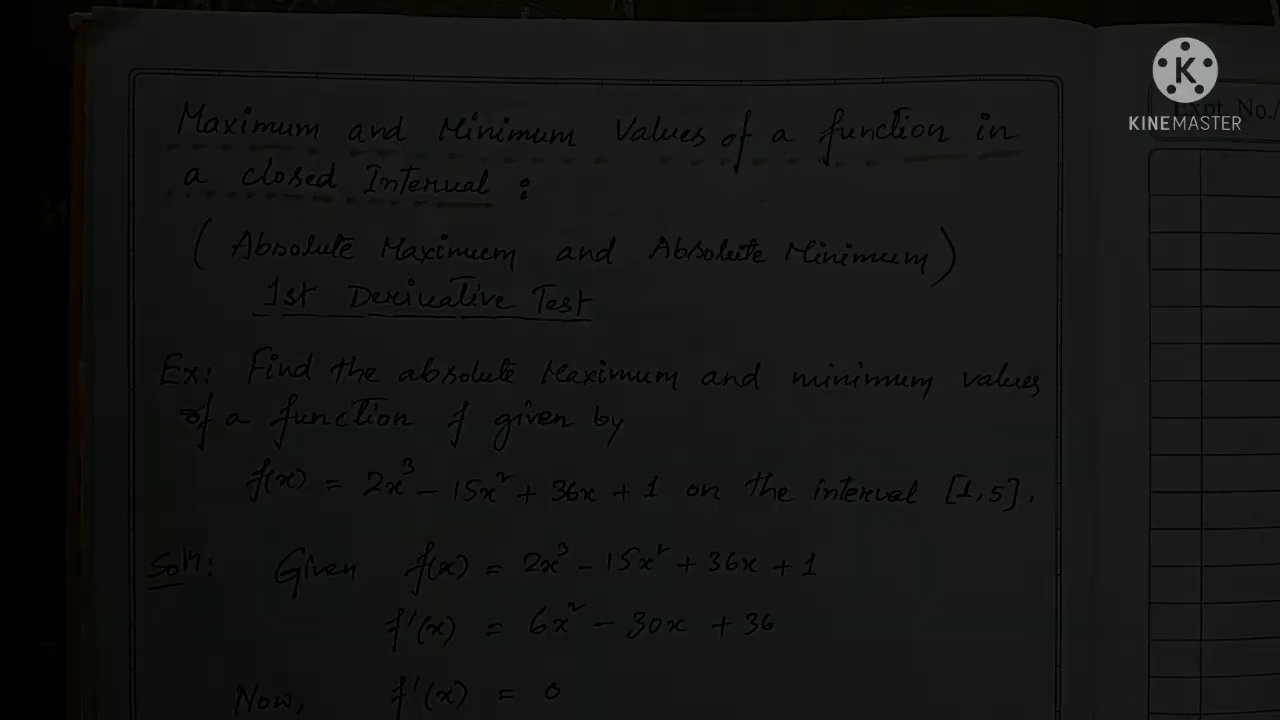 Maximum and Minimum Values of a function in
a closed Interval :
( Absolute Maximum and Absolute Minimum )
1st Derivative Test
Ex: Find the absolute Maximum and minimum values
of a function f given by
f(x) = 2x³ - 15x² + 36x + 1 on the interval [1,5].
Soln: Given f(x) = 2x³ - 15x² + 36x + 1
f'(x) = 6x² - 30x + 36
Now, f'(x) = 0
K
KINEMASTER
Expt. No./